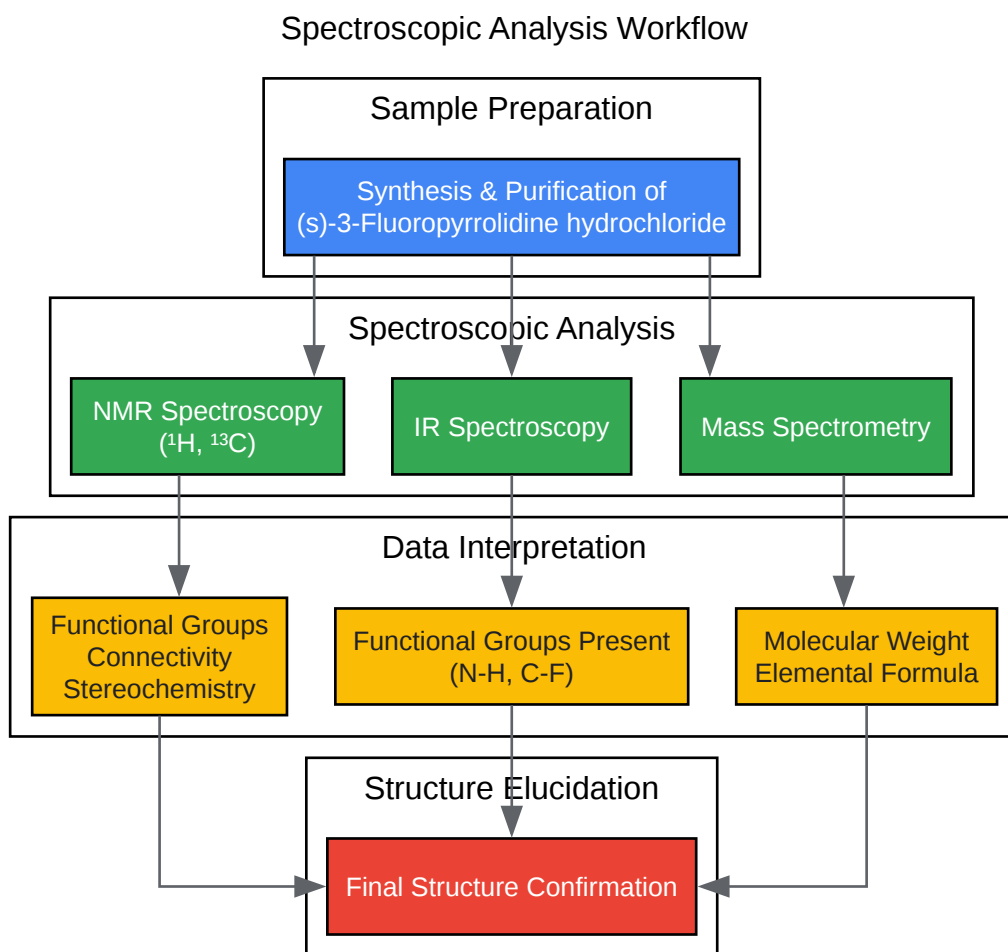 Spectroscopic Analysis Workflow
Sample Preparation
Synthesis & Purification of
(s)-3-Fluoropyrrolidine hydrochloride
Spectroscopic Analysis
NMR Spectroscopy
(¹H, ¹³C)
IR Spectroscopy
Mass Spectrometry
Data Interpretation
Functional Groups
Connectivity
Stereochemistry
Functional Groups Present
(N-H, C-F)
Molecular Weight
Elemental Formula
Structure Elucidation
Final Structure Confirmation